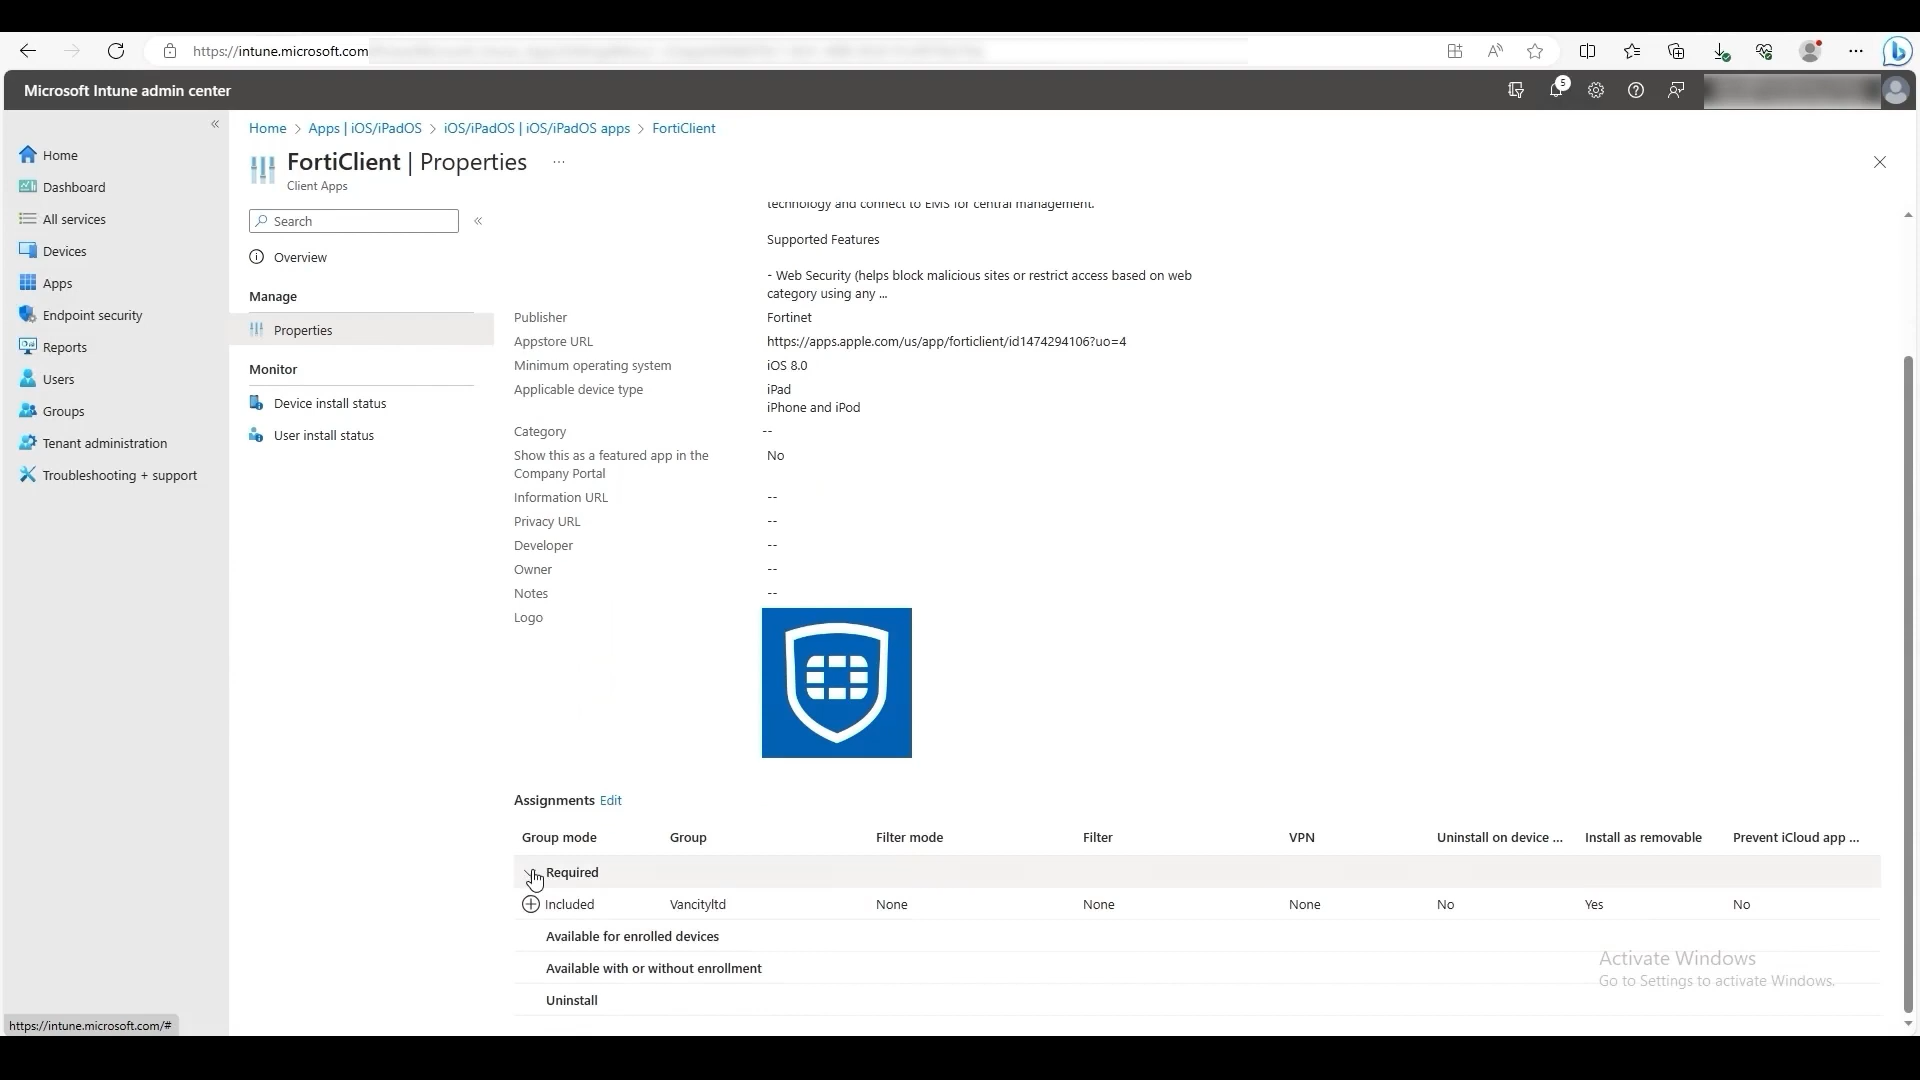 https://intune.microsoft.com
Microsoft Intune admin center
5
Home > Apps | iOS/iPadOS > iOS/iPadOS | iOS/iPadOS apps > FortiClient
FortiClient | Properties ...
Client Apps
Home
Dashboard
All services
Devices
Apps
Endpoint security
Reports
Users
Groups
Tenant administration
Troubleshooting + support
Search
Overview
Manage
Properties
Monitor
Device install status
User install status
technology and connect to EMS for central management.
Supported Features
- Web Security (helps block malicious sites or restrict access based on web
category using any ...
Publisher Fortinet
Appstore URL https://apps.apple.com/us/app/forticlient/id1474294106?uo=4
Minimum operating system iOS 8.0
Applicable device type iPad
iPhone and iPod
Category --
Show this as a featured app in the No
Company Portal
Information URL --
Privacy URL --
Developer --
Owner --
Notes --
Logo
Assignments Edit
Group mode Group Filter mode Filter VPN Uninstall on device ... Install as removable Prevent iCloud app ...
Required
Included Vancityltd None None None No Yes No
Available for enrolled devices
Available with or without enrollment
Uninstall
Activate Windows
Go to Settings to activate Windows.
https://intune.microsoft.com/#